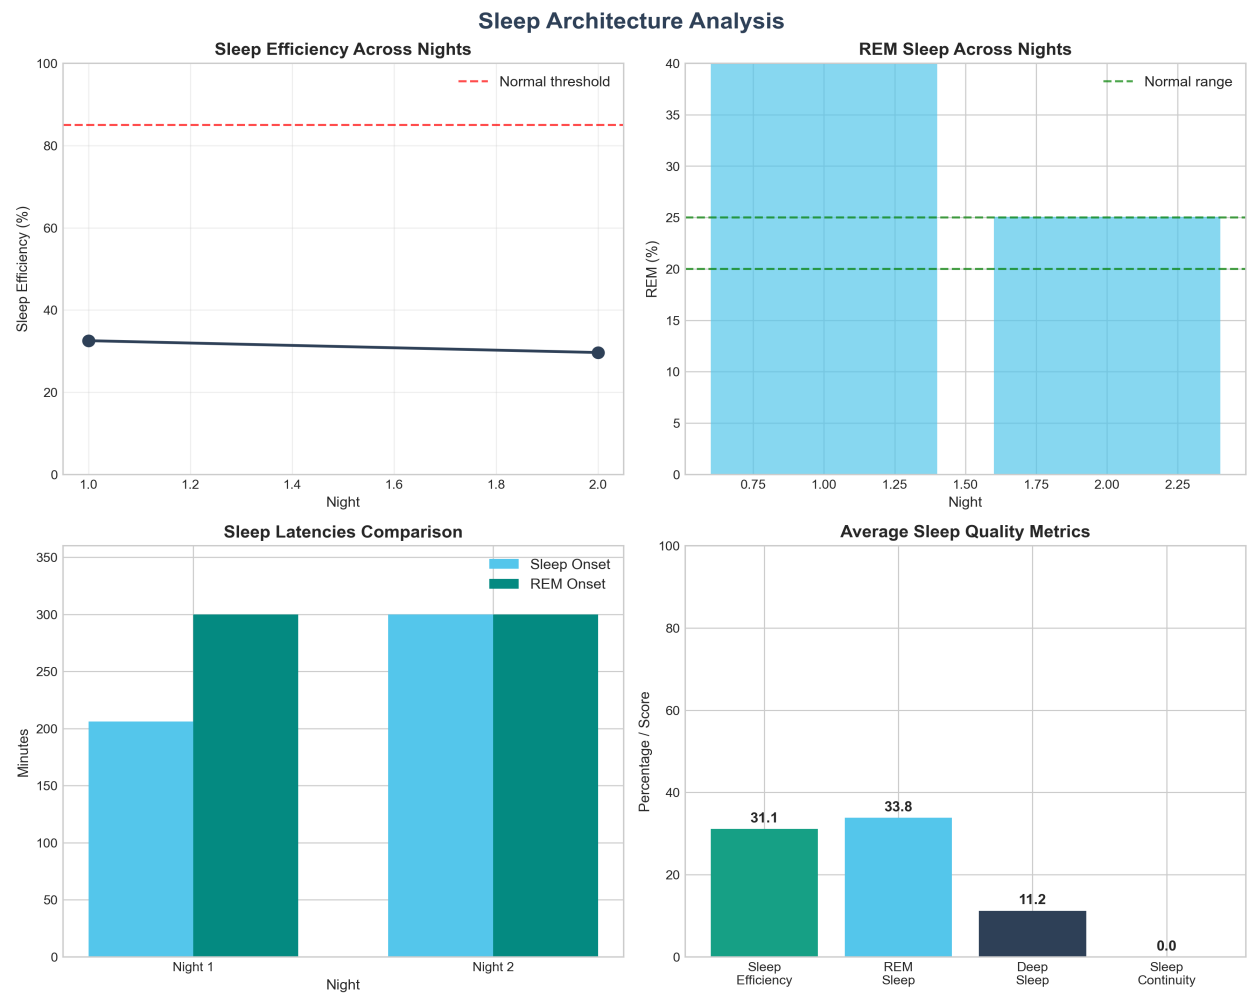 Sleep Architecture Analysis
Sleep Efficiency Across Nights
100
80
60
40
20
0
Sleep Efficiency (%)
Normal threshold
1.0 1.2 1.4 1.6 1.8 2.0
Night
REM Sleep Across Nights
40
35
30
25
20
15
10
5
0
REM (%)
Normal range
0.75 1.00 1.25 1.50 1.75 2.00 2.25
Night
Sleep Latencies Comparison
350
300
250
200
150
100
50
0
Minutes
Sleep Onset
REM Onset
Night 1 Night 2
Night
Average Sleep Quality Metrics
100
80
60
40
20
0
Percentage / Score
31.1
33.8
11.2
0.0
Sleep
Efficiency
REM
Sleep
Deep
Sleep
Sleep
Continuity